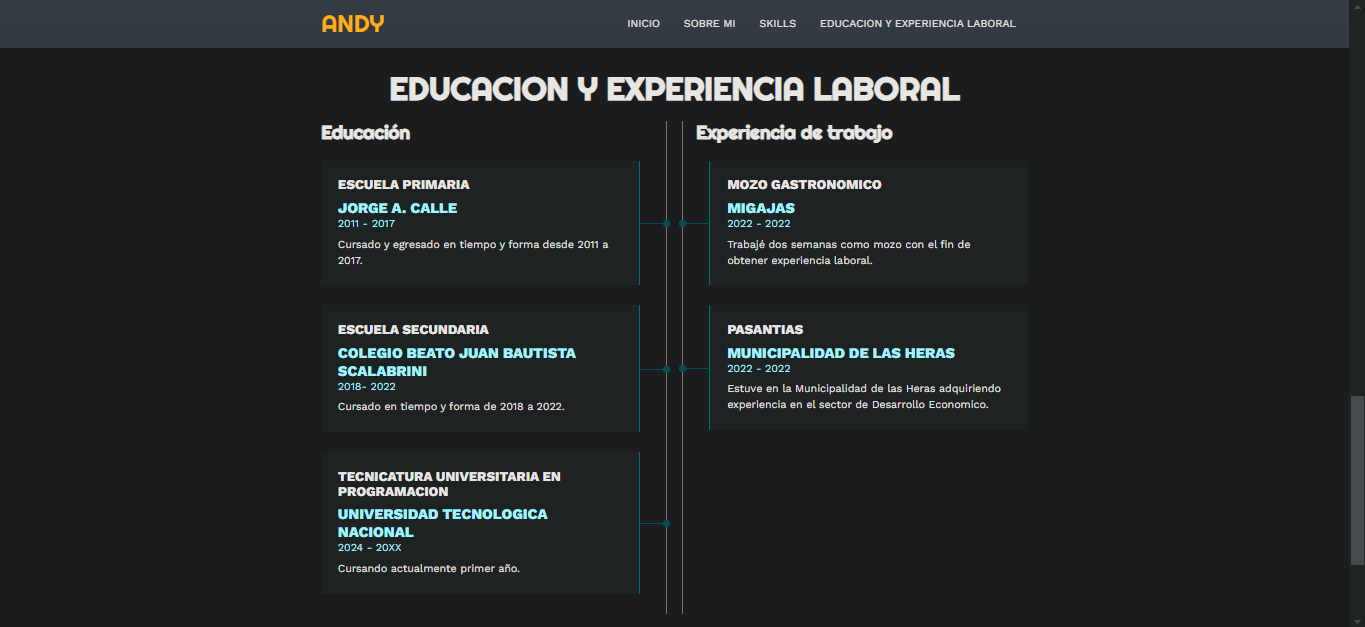 ANDY
INICIO
SOBRE MI
SKILLS
EDUCACION Y EXPERIENCIA LABORAL
EDUCACION Y EXPERIENCIA LABORAL
Educación
ESCUELA PRIMARIA
JORGE A. CALLE
2011 - 2017
Cursado y egresado en tiempo y forma desde 2011 a
2017.
ESCUELA SECUNDARIA
COLEGIO BEATO JUAN BAUTISTA
SCALABRINI
2018- 2022
Cursado en tiempo y forma de 2018 a 2022.
TECNICATURA UNIVERSITARIA EN
PROGRAMACION
UNIVERSIDAD TECNOLOGICA
NACIONAL
2024 - 20XX
Cursando actualmente primer año.
Experiencia de trabajo
MOZO GASTRONOMICO
MIGAJAS
2022 - 2022
Trabajé dos semanas como mozo con el fin de
obtener experiencia laboral.
PASANTIAS
MUNICIPALIDAD DE LAS HERAS
2022 - 2022
Estuve en la Municipalidad de las Heras adquiriendo
experiencia en el sector de Desarrollo Economico.